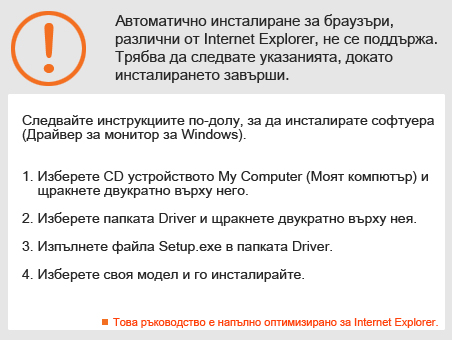 Автоматично инсталиране за браузъри,
различни от Internet Explorer, не се поддържа.
Трябва да следвате указанията, докато
инсталирането завърши.
Следвайте инструкциите по-долу, за да инсталирате софтуера
(Драйвер за монитор за Windows).
1. Изберете CD устройството My Computer (Моят компютър) и
щракнете двукратно върху него.
2. Изберете папката Driver и щракнете двукратно върху нея.
3. Изпълнете файла Setup.exe в папката Driver.
4. Изберете своя модел и го инсталирайте.
Това ръководство е напълно оптимизирано за Internet Explorer.